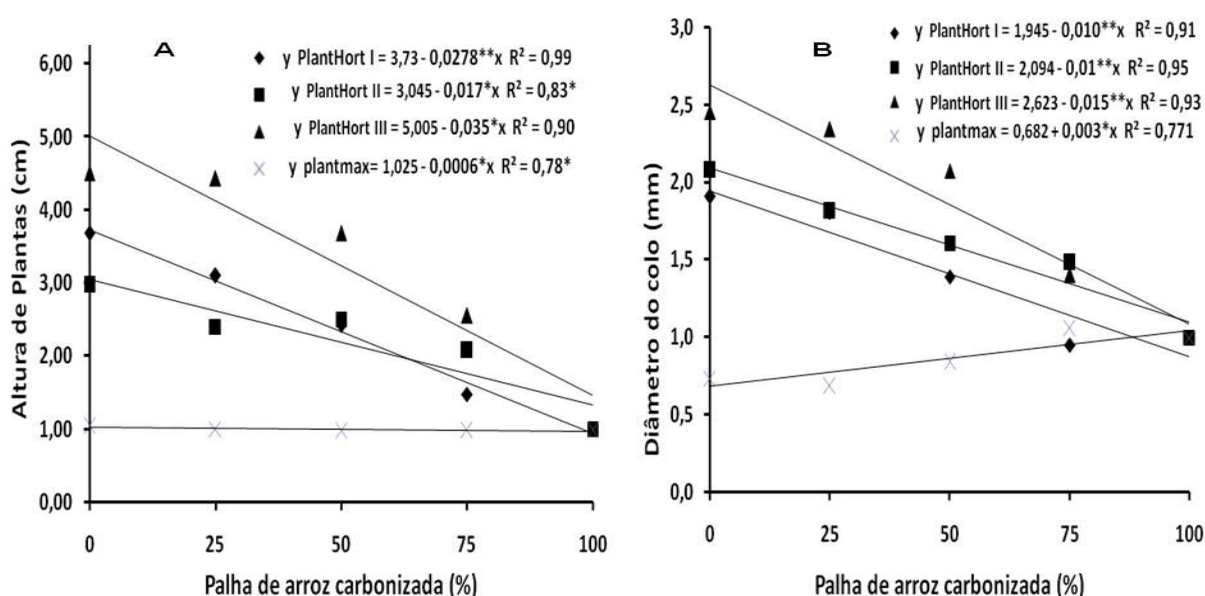 A
y PlantHort I = 3,73 - 0,0278**x R² = 0,99
y PlantHort II = 3,045 - 0,017*x R² = 0,83*
y PlantHort III = 5,005 - 0,035*x R² = 0,90
y plantmax= 1,025 - 0,0006*x R² = 0,78*
Altura de Plantas (cm)
6,00
5,00
4,00
3,00
2,00
1,00
0,00
0 25 50 75 100
Palha de arroz carbonizada (%)
B
y PlantHort I = 1,945 - 0,010**x R² = 0,91
y PlantHort II = 2,094 - 0,01**x R² = 0,95
y PlantHort III = 2,623 - 0,015**x R² = 0,93
y plantmax = 0,682 + 0,003*x R² = 0,771
Diâmetro do colo (mm)
3,0
2,5
2,0
1,5
1,0
0,5
0,0
0 25 50 75 100
Palha de arroz carbonizada (%)